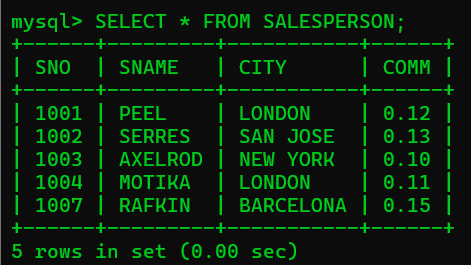 mysql> SELECT * FROM SALESPERSON;
+------+---------+-----------+------+
| SNO  | SNAME   | CITY      | COMM |
+------+---------+-----------+------+
| 1001 | PEEL    | LONDON    | 0.12 |
| 1002 | SERRES  | SAN JOSE  | 0.13 |
| 1003 | AXELROD | NEW YORK  | 0.10 |
| 1004 | MOTIKA  | LONDON    | 0.11 |
| 1007 | RAFKIN  | BARCELONA | 0.15 |
+------+---------+-----------+------+
5 rows in set (0.00 sec)